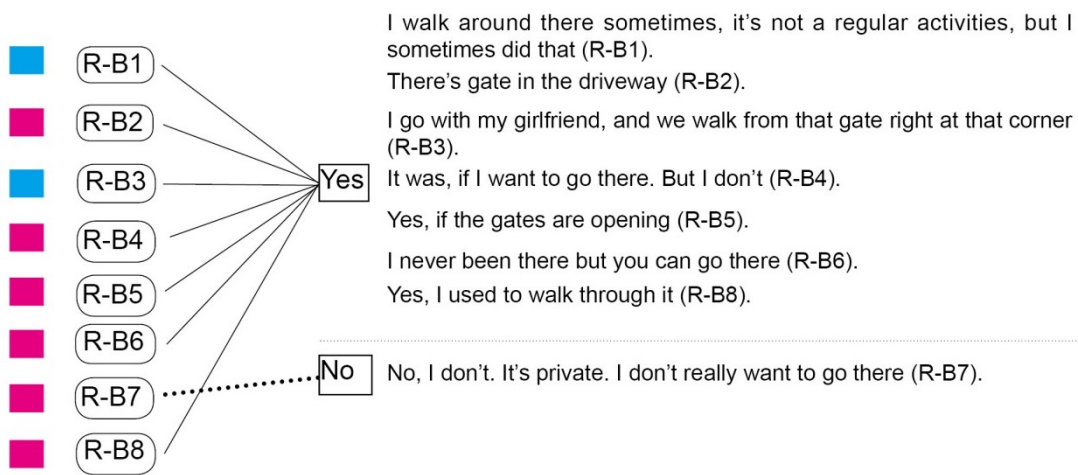 I walk around there sometimes, it's not a regular activities, but I
sometimes did that (R-B1).
R-B1
There's gate in the driveway (R-B2).
R-B2
I go with my girlfriend, and we walk from that gate right at that corner
(R-B3).
R-B3
Yes
It was, if I want to go there. But I don't (R-B4).
R-B4
Yes, if the gates are opening (R-B5).
R-B5
I never been there but you can go there (R-B6).
Yes, I used to walk through it (R-B8).
R-B6
No
No, I don't. It's private. I don't really want to go there (R-B7).
R-B7
R-B8